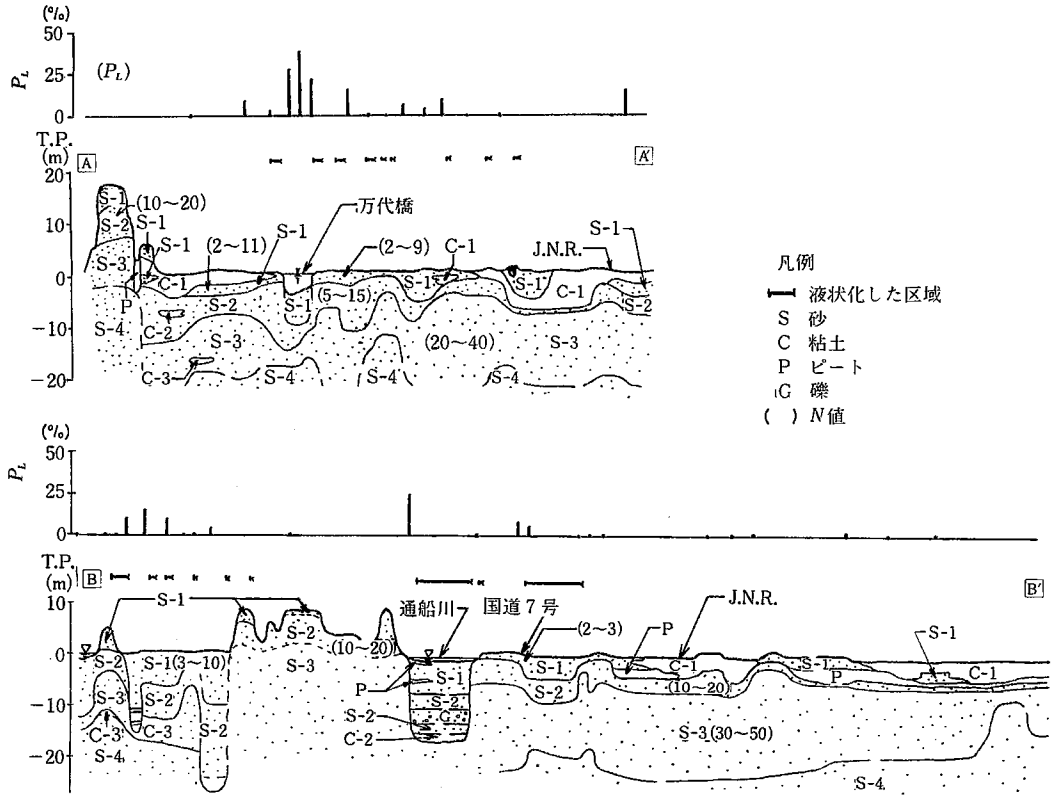 (%)
50
25
0
P_L
(P_L)
T.P.
(m)
A
A'
20
10
0
−10
−20
S-1
(10～20)
S-2
S-1
S-1
S-3
C-1
P
(2～11)
S-1
万代橋
(2～9)
C-1
J.N.R.
S-1
S-2
S-1
(5～15)
S-1
S-1
C-1
S-2
S-4
C-2
S-3
(20～40)
S-3
C-3
S-4
S-4
S-4
凡例
液状化した区域
S 砂
C 粘土
P ピート
G 礫
( ) N値
(%)
50
25
0
P_L
T.P.
(m)
B
B'
10
0
−10
−20
S-1
S-2
通船川
国道7号
J.N.R.
S-2
S-1(3～10)
(10～20)
(2～3)
P
S-1
S-3
S-1
S-1
C-1
S-1
C-1
S-3
S-2
P
S-2
S-2
(10～20)
P
G
C-3
C-3
S-2
S-2
C-2
S-3(30～50)
S-4
S-4